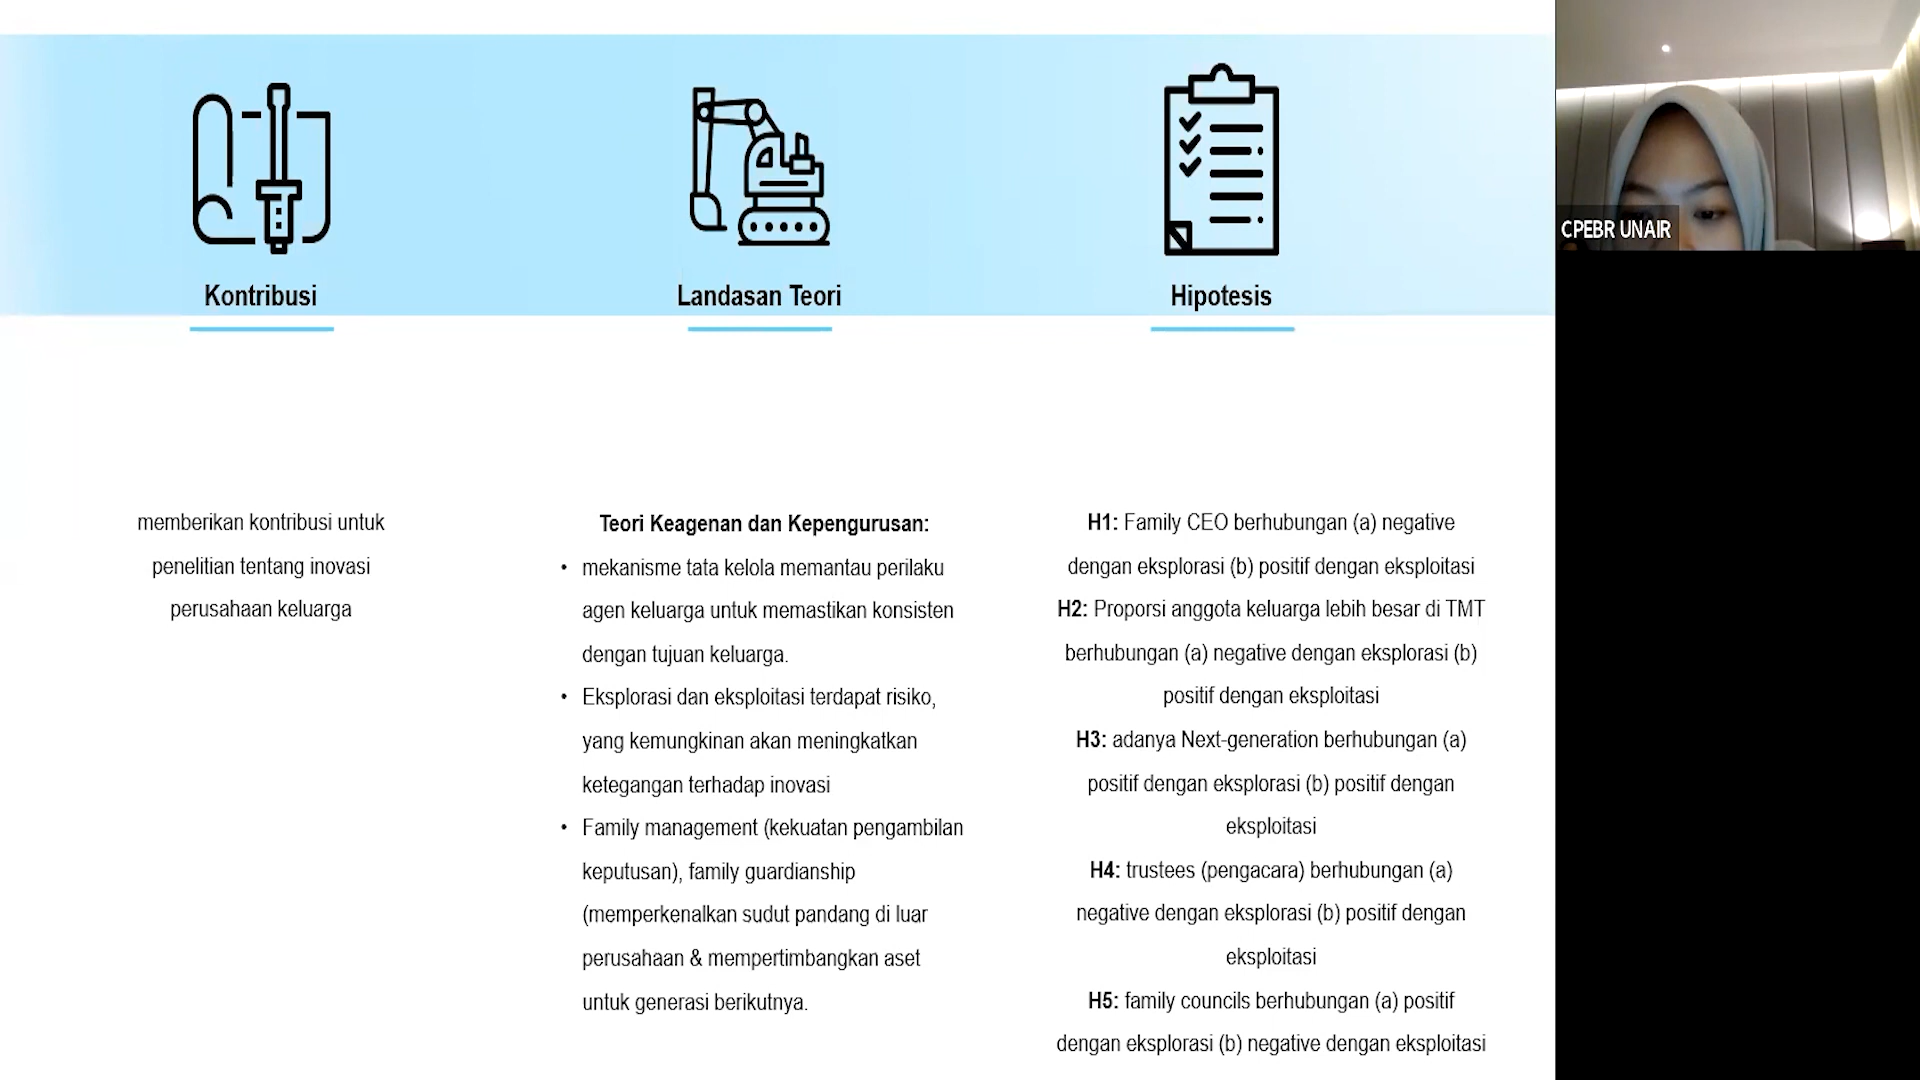 Kontribusi
memberikan kontribusi untuk
penelitian tentang inovasi
perusahaan keluarga
Landasan Teori
Teori Keagenan dan Kepengurusan:
• mekanisme tata kelola memantau perilaku
agen keluarga untuk memastikan konsisten
dengan tujuan keluarga.
• Eksplorasi dan eksploitasi terdapat risiko,
yang kemungkinan akan meningkatkan
ketegangan terhadap inovasi
• Family management (kekuatan pengambilan
keputusan), family guardianship
(memperkenalkan sudut pandang di luar
perusahaan & mempertimbangkan aset
untuk generasi berikutnya.
Hipotesis
H1: Family CEO berhubungan (a) negative
dengan eksplorasi (b) positif dengan eksploitasi
H2: Proporsi anggota keluarga lebih besar di TMT
berhubungan (a) negative dengan eksplorasi (b)
positif dengan eksploitasi
H3: adanya Next-generation berhubungan (a)
positif dengan eksplorasi (b) positif dengan
eksploitasi
H4: trustees (pengacara) berhubungan (a)
negative dengan eksplorasi (b) positif dengan
eksploitasi
H5: family councils berhubungan (a) positif
dengan eksplorasi (b) negative dengan eksploitasi
CPEBR UNAIR